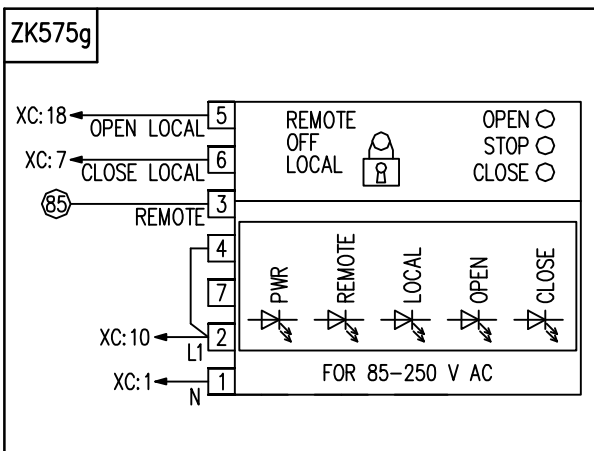 ZK575g
XC:18
OPEN LOCAL
5
XC:7
CLOSE LOCAL
6
85
REMOTE
3
4
7
XC:10
L1
2
XC:1
N
1
REMOTE
OFF
LOCAL
OPEN
STOP
CLOSE
PWR
REMOTE
LOCAL
OPEN
CLOSE
FOR 85-250 V AC